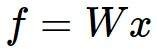 f = Wx